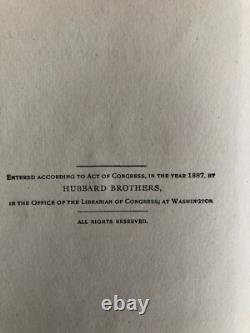 Entered according to Act of Congress, in the year 1887, by
HUBBARD BROTHERS,
in the Office of the Librarian of Congress, at Washington
ALL RIGHTS RESERVED.
ebay